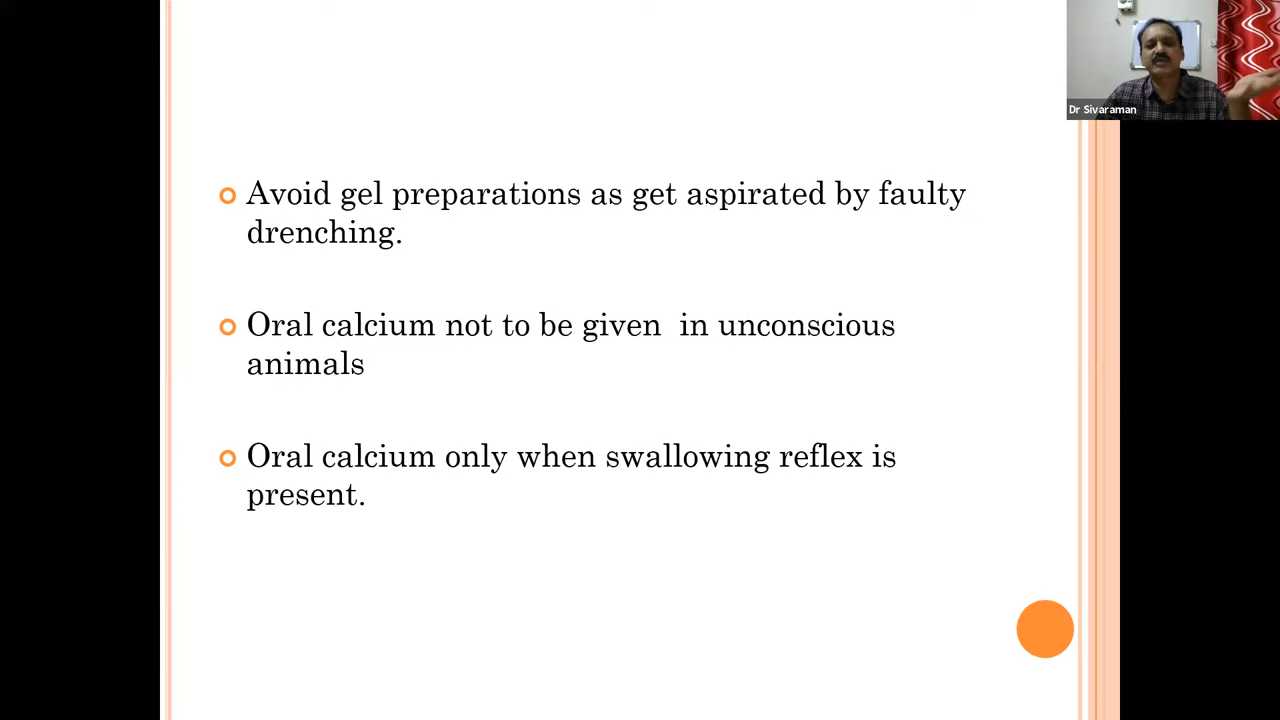 Dr Sivaraman
Avoid gel preparations as get aspirated by faulty
drenching.
Oral calcium not to be given  in unconscious
animals
Oral calcium only when swallowing reflex is
present.